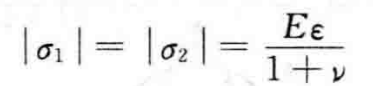 |σ₁| = |σ₂| = Eε / (1 + ν)